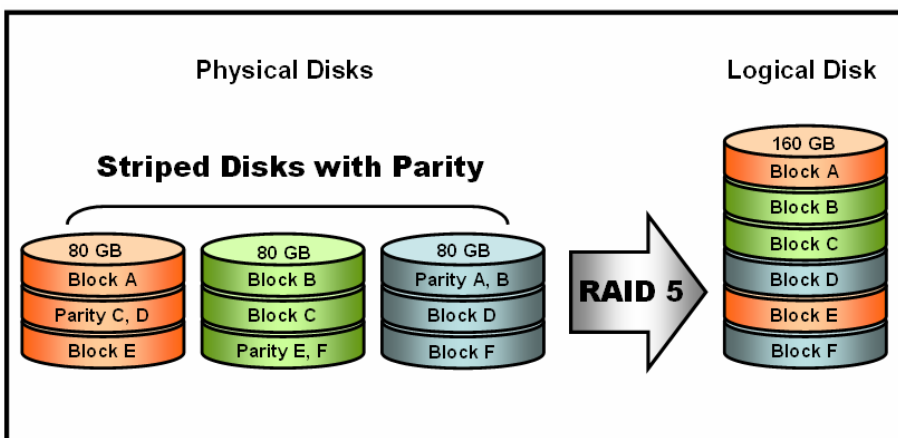 Physical Disks
Logical Disk
Striped Disks with Parity
80 GB
Block A
Parity C, D
Block E
80 GB
Block B
Block C
Parity E, F
80 GB
Parity A, B
Block D
Block F
RAID 5
160 GB
Block A
Block B
Block C
Block D
Block E
Block F